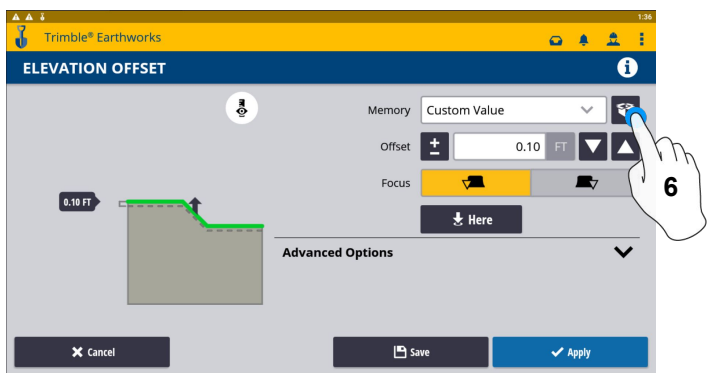 1:36
Trimble® Earthworks
ELEVATION OFFSET
Memory Custom Value
Offset 0.10 FT
Focus
6
0.10 FT
Here
Advanced Options
Cancel Save Apply